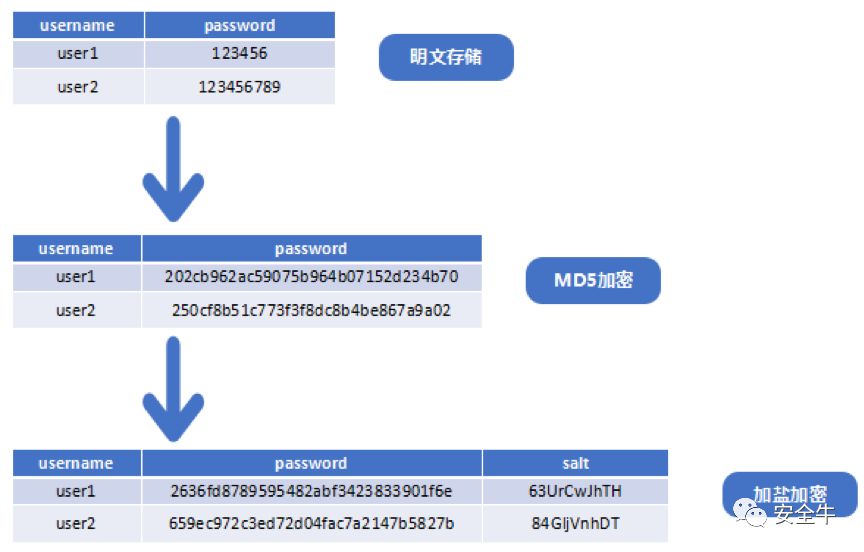 username password
user1 123456
user2 123456789
明文存储
username password
user1 202cb962ac59075b964b07152d234b70
user2 250cf8b51c773f3f8dc8b4be867a9a02
MD5加密
username password salt
user1 2636fd8789595482abf3423833901f6e 63UrCwJhTH
user2 659ec972c3ed72d04fac7a2147b5827b 84GljVnhDT
加盐加密
安全牛